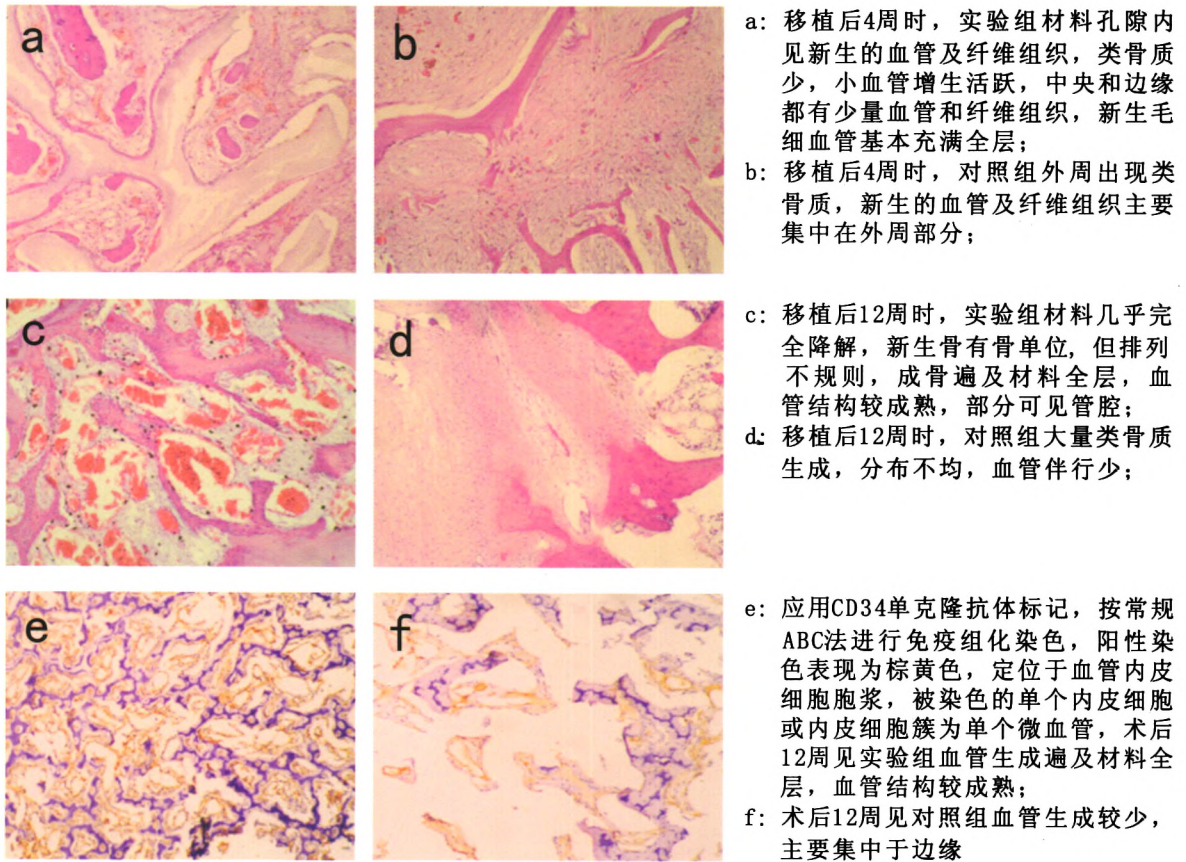 a
b
a: 移植后4周时，实验组材料孔隙内
见新生的血管及纤维组织，类骨质
少，小血管增生活跃，中央和边缘
都有少量血管和纤维组织，新生毛
细血管基本充满全层；
b: 移植后4周时，对照组外周出现类
骨质，新生的血管及纤维组织主要
集中在外周部分；
c
d
c: 移植后12周时，实验组材料几乎完
全降解，新生骨有骨单位，但排列
不规则，成骨遍及材料全层，血
管结构较成熟，部分可见管腔；
d: 移植后12周时，对照组大量类骨质
生成，分布不均，血管伴行少；
e
f
e: 应用CD34单克隆抗体标记，按常规
ABC法进行免疫组化染色，阳性染
色表现为棕黄色，定位于血管内皮
细胞胞浆，被染色的单个内皮细胞
或内皮细胞簇为单个微血管，术后
12周见实验组血管生成遍及材料全
层，血管结构较成熟；
f: 术后12周见对照组血管生成较少，
主要集中于边缘